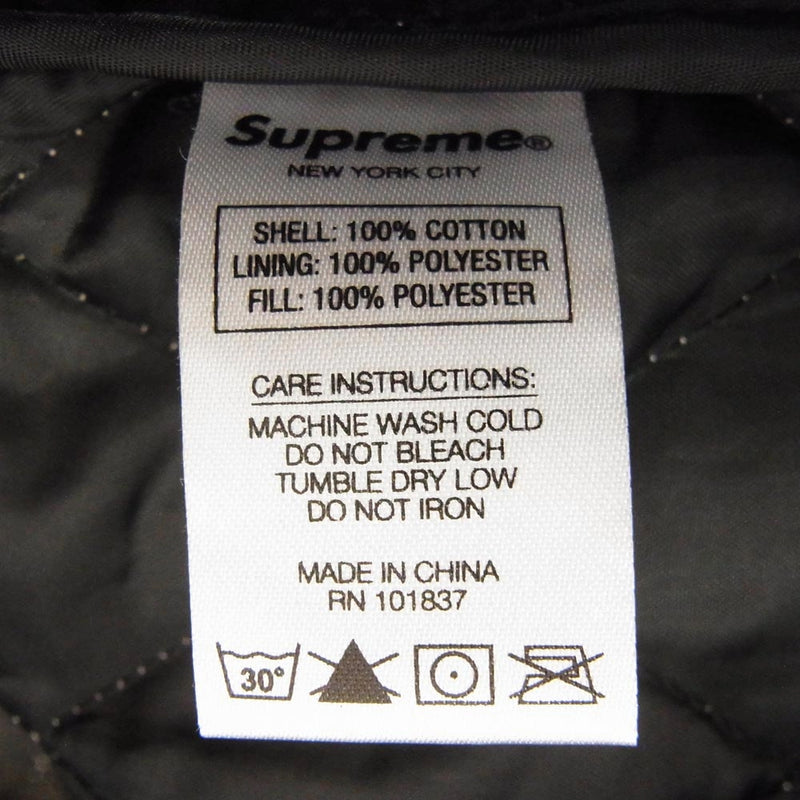 Supreme®
NEW YORK CITY
SHELL: 100% COTTON
LINING: 100% POLYESTER
FILL: 100% POLYESTER
CARE INSTRUCTIONS:
MACHINE WASH COLD
DO NOT BLEACH
TUMBLE DRY LOW
DO NOT IRON
MADE IN CHINA
RN 101837
30°